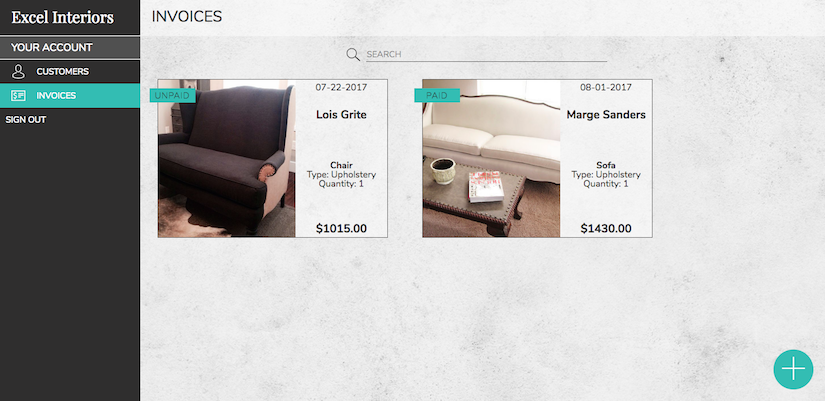 Excel Interiors
INVOICES
YOUR ACCOUNT
CUSTOMERS
INVOICES
SIGN OUT
SEARCH
UNPAID
07-22-2017
Lois Grite
Chair
Type: Upholstery
Quantity: 1
$1015.00
PAID
08-01-2017
Marge Sanders
Sofa
Type: Upholstery
Quantity: 1
$1430.00